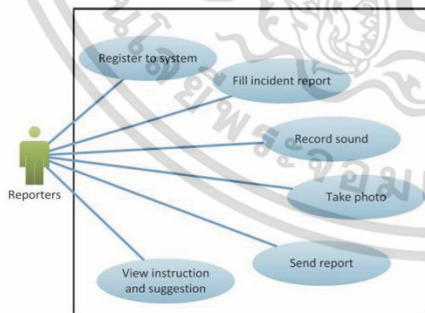 Register to system
Fill incident report
Record sound
Reporters
Take photo
Send report
View instruction
and suggestion